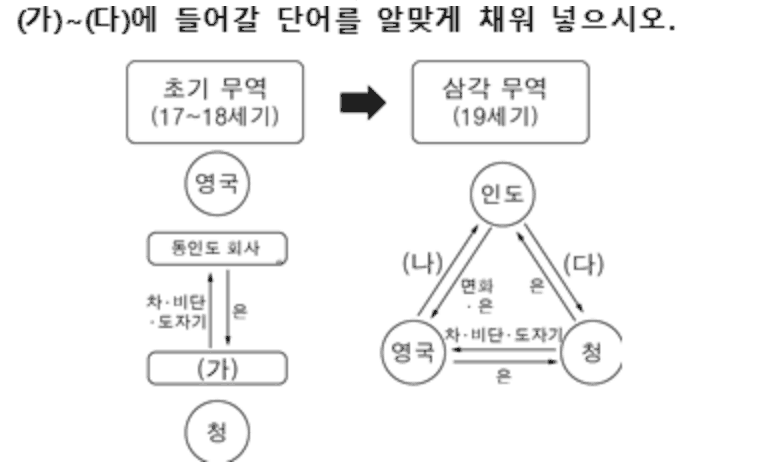 (가)~(다)에 들어갈 단어를 알맞게 채워 넣으시오.
초기 무역
(17~18세기)
삼각 무역
(19세기)
영국
동인도 회사
차·비단
·도자기
은
(가)
청
인도
(나)
(다)
면화
·은
은
영국
차·비단·도자기
청
은